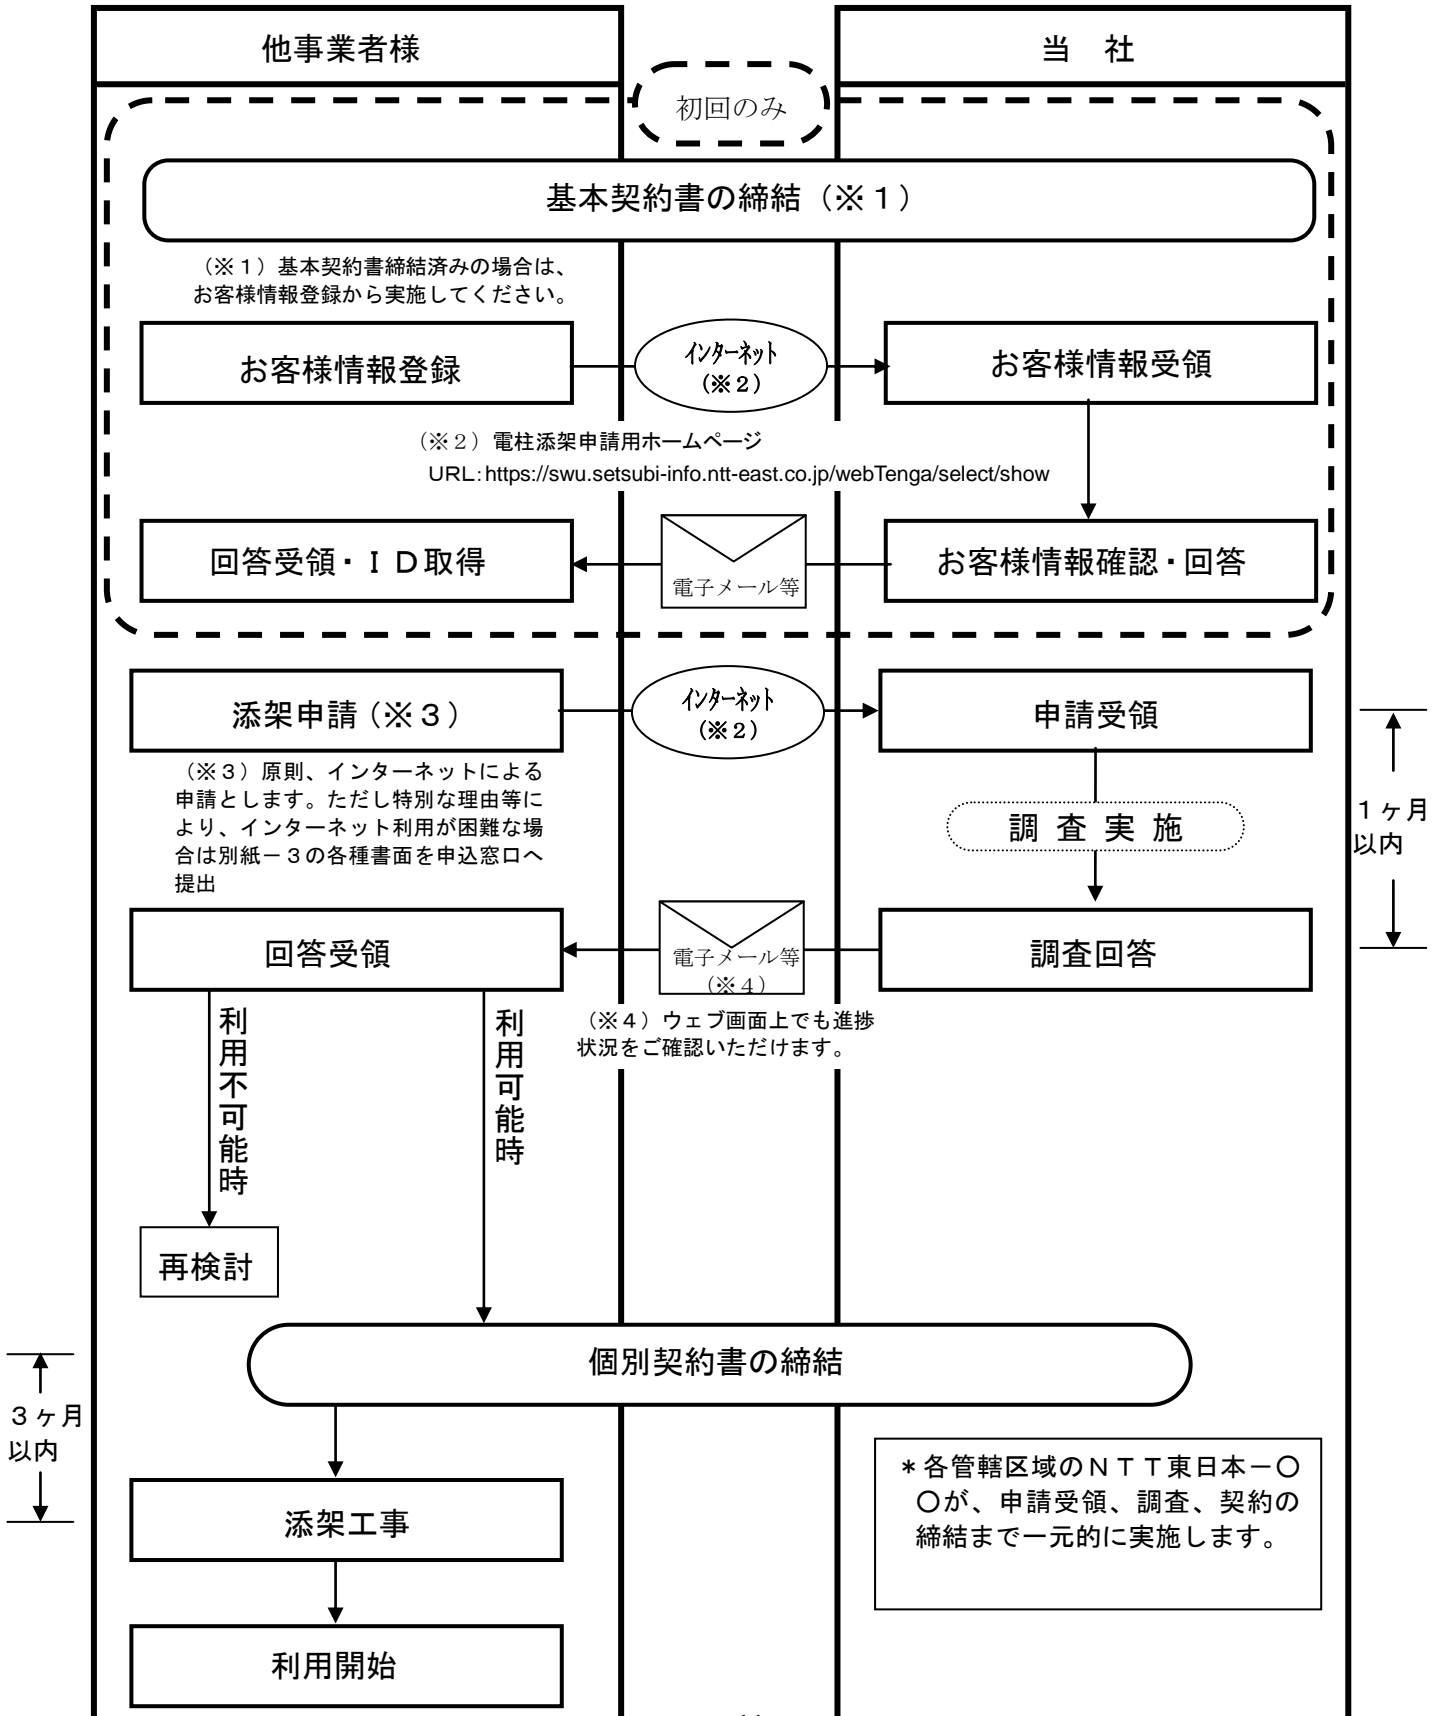 他事業者様
当　社
初回のみ
基本契約書の締結（※１）
（※１）基本契約書締結済みの場合は、
お客様情報登録から実施してください。
お客様情報登録
インターネット
（※２）
お客様情報受領
（※２）電柱添架申請用ホームページ
URL：https://swu.setsubi-info.ntt-east.co.jp/webTenga/select/show
回答受領・ＩＤ取得
電子メール等
お客様情報確認・回答
添架申請（※３）
インターネット
（※２）
申請受領
（※３）原則、インターネットによる
申請とします。ただし特別な理由等に
より、インターネット利用が困難な場
合は別紙－３の各種書面を申込窓口へ
提出
調 査 実 施
１ヶ月
以内
回答受領
電子メール等
（※４）
調査回答
（※４）ウェブ画面上でも進捗
状況をご確認いただけます。
利用不可能時
利用可能時
再検討
個別契約書の締結
３ヶ月
以内
＊各管轄区域のＮＴＴ東日本－〇
〇が、申請受領、調査、契約の
締結まで一元的に実施します。
添架工事
利用開始